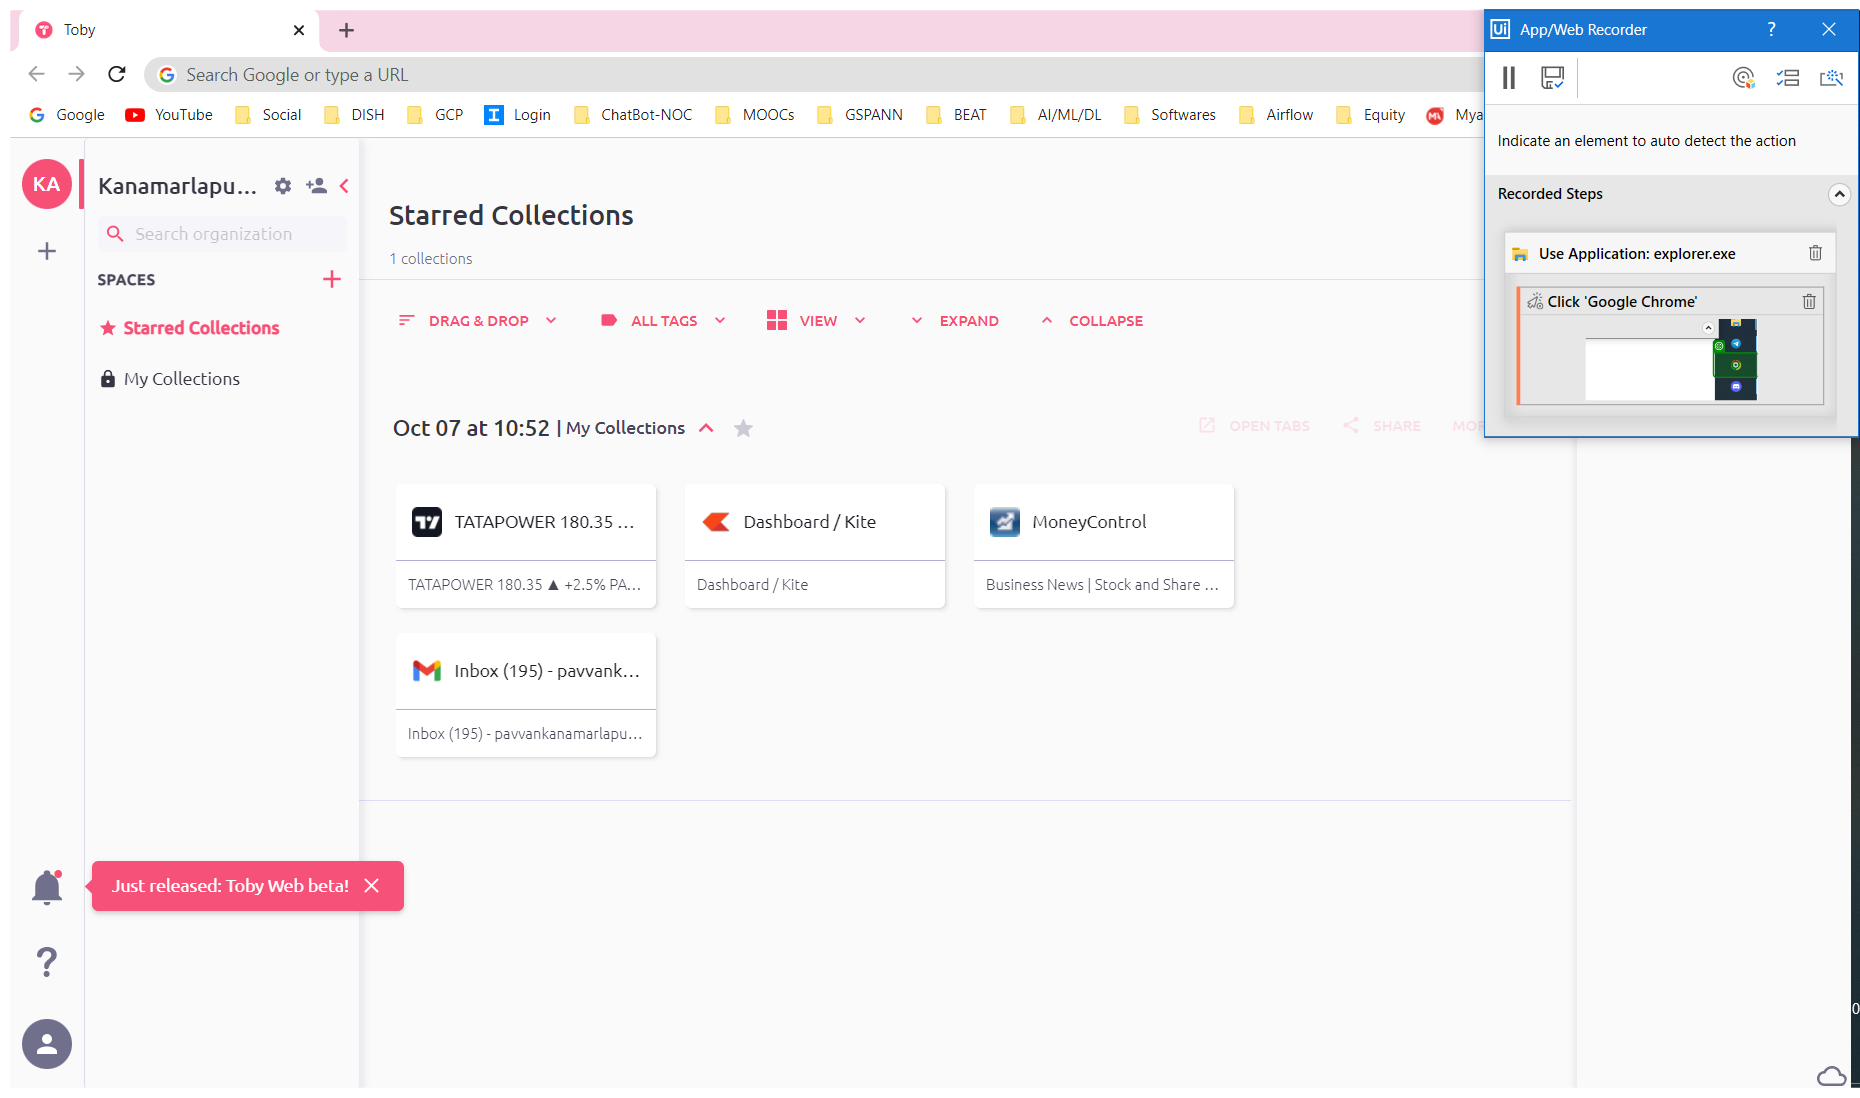 Toby
Search Google or type a URL
Google YouTube Social DISH GCP Login ChatBot-NOC MOOCs GSPANN BEAT AI/ML/DL Softwares Airflow Equity Mya
KA
Kanamarlapu...
Search organization
SPACES
Starred Collections
My Collections
Starred Collections
1 collections
DRAG & DROP ALL TAGS VIEW EXPAND COLLAPSE
Oct 07 at 10:52 | My Collections
OPEN TABS SHARE MOR
TATAPOWER 180.35 ...
TATAPOWER 180.35 ▲ +2.5% PA...
Dashboard / Kite
Dashboard / Kite
MoneyControl
Business News | Stock and Share ...
Inbox (195) - pavvank...
Inbox (195) - pavvankanamarlapu...
Just released: Toby Web beta!
Ui App/Web Recorder ?
Indicate an element to auto detect the action
Recorded Steps
Use Application: explorer.exe
Click 'Google Chrome'
0